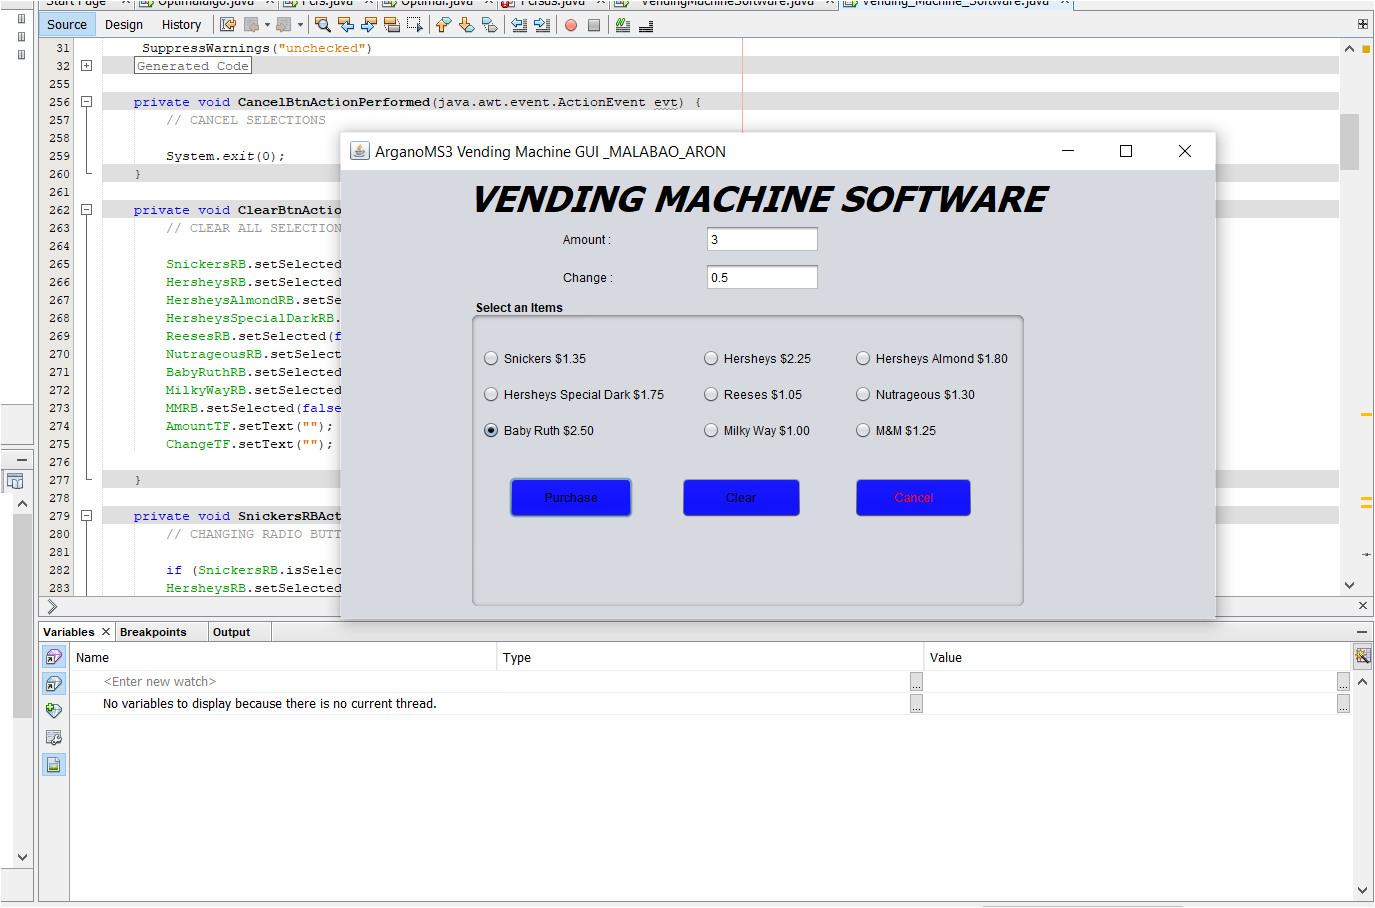 Start Page × OptimalAlgo.java × Fcfs.java × Optimal.java × Fcfsus.java × VendingMachineSoftware.java × Vending_Machine_Software.java ×
Source Design History
31 SuppressWarnings("unchecked")
32 Generated Code
255
256 private void CancelBtnActionPerformed(java.awt.event.ActionEvent evt) {
257 // CANCEL SELECTIONS
258
259 System.exit(0);
260 }
261
262 private void ClearBtnActio
263 // CLEAR ALL SELECTION
264
265 SnickersRB.setSelected
266 HersheysRB.setSelected
267 HersheysAlmondRB.setSe
268 HersheysSpecialDarkRB.
269 ReesesRB.setSelected(f
270 NutrageousRB.setSelect
271 BabyRuthRB.setSelected
272 MilkyWayRB.setSelected
273 MMRB.setSelected(false
274 AmountTF.setText("");
275 ChangeTF.setText("");
276
277 }
278
279 private void SnickersRBAct
280 // CHANGING RADIO BUTT
281
282 if (SnickersRB.isSelec
283 HersheysRB.setSelected
ArganoMS3 Vending Machine GUI _MALABAO_ARON
VENDING MACHINE SOFTWARE
Amount : 3
Change : 0.5
Select an Items
Snickers $1.35 Hersheys $2.25 Hersheys Almond $1.80
Hersheys Special Dark $1.75 Reeses $1.05 Nutrageous $1.30
Baby Ruth $2.50 Milky Way $1.00 M&M $1.25
Purchase Clear Cancel
Variables × Breakpoints Output
Name Type Value
<Enter new watch> ... ...
No variables to display because there is no current thread. ... ...